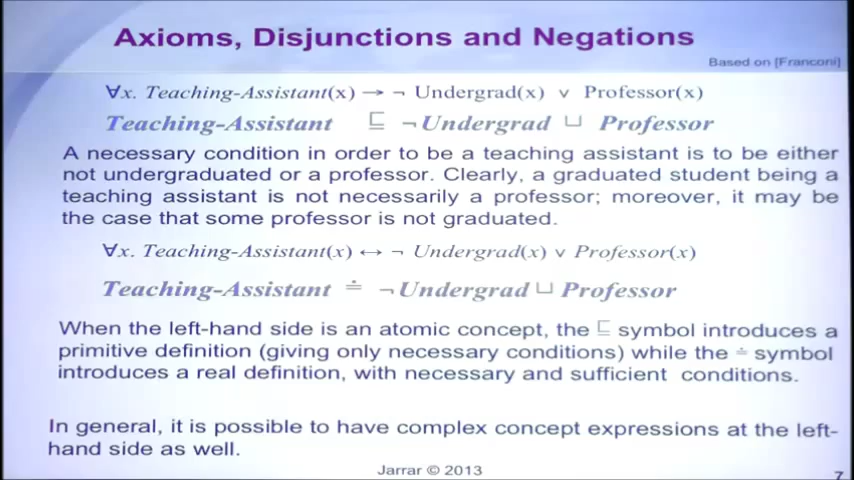 Axioms, Disjunctions and Negations
Based on [Franconi]
∀x. Teaching-Assistant(x) → ¬ Undergrad(x) ∨ Professor(x)
Teaching-Assistant ⊑ ¬Undergrad ⊔ Professor
A necessary condition in order to be a teaching assistant is to be either
not undergraduated or a professor. Clearly, a graduated student being a
teaching assistant is not necessarily a professor; moreover, it may be
the case that some professor is not graduated.
∀x. Teaching-Assistant(x) ↔ ¬ Undergrad(x) ∨ Professor(x)
Teaching-Assistant ≐ ¬Undergrad ⊔ Professor
When the left-hand side is an atomic concept, the ⊑ symbol introduces a
primitive definition (giving only necessary conditions) while the ≐ symbol
introduces a real definition, with necessary and sufficient conditions.
In general, it is possible to have complex concept expressions at the left-
hand side as well.
Jarrar © 2013
7